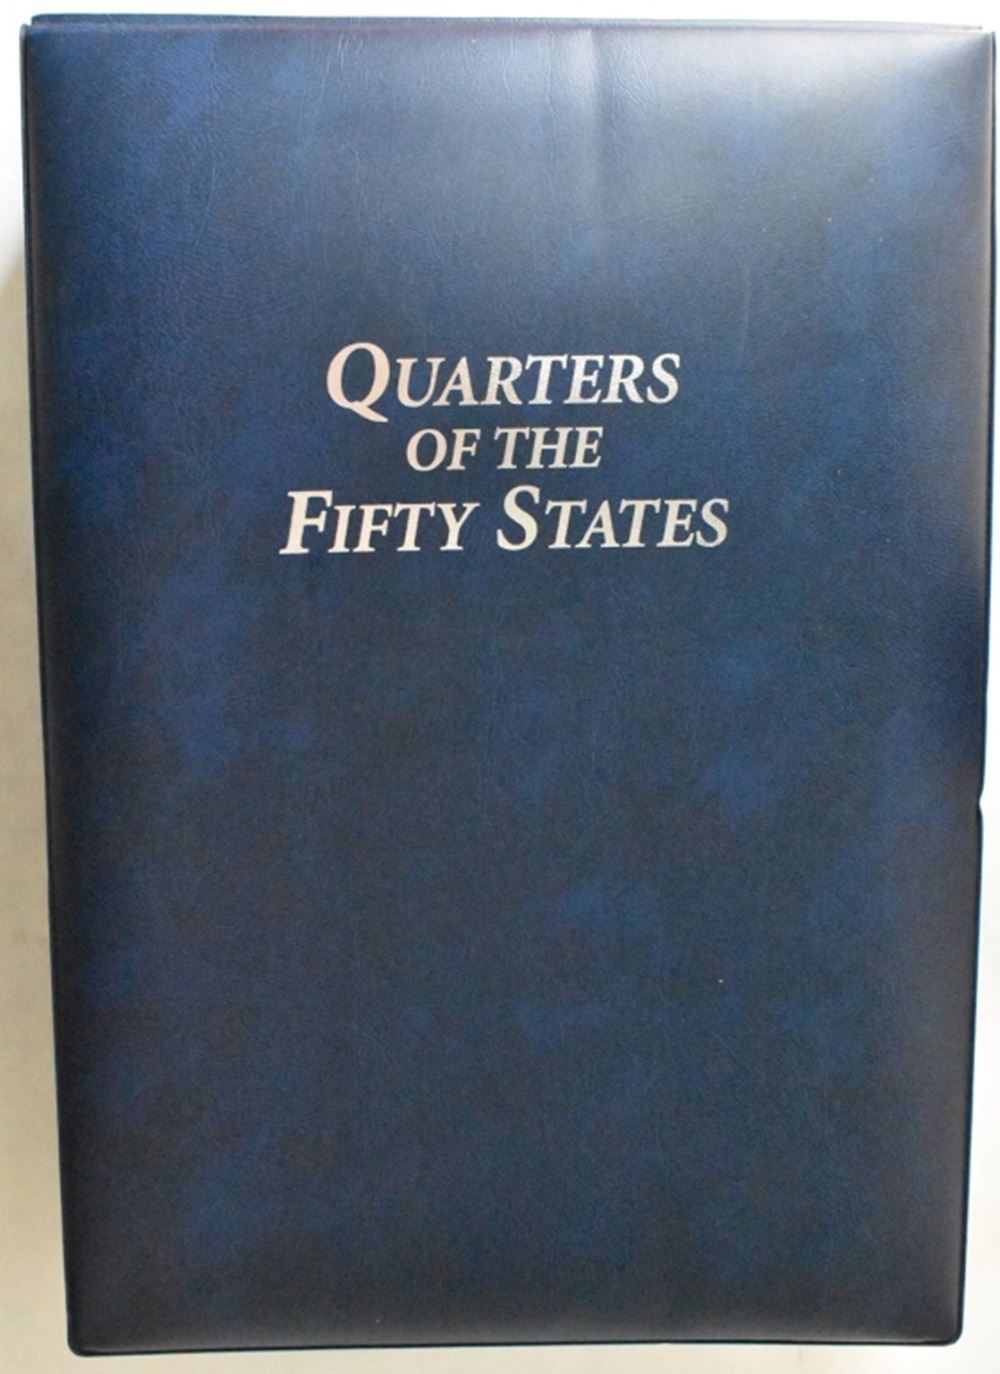 QUARTERS
OF THE
FIFTY STATES